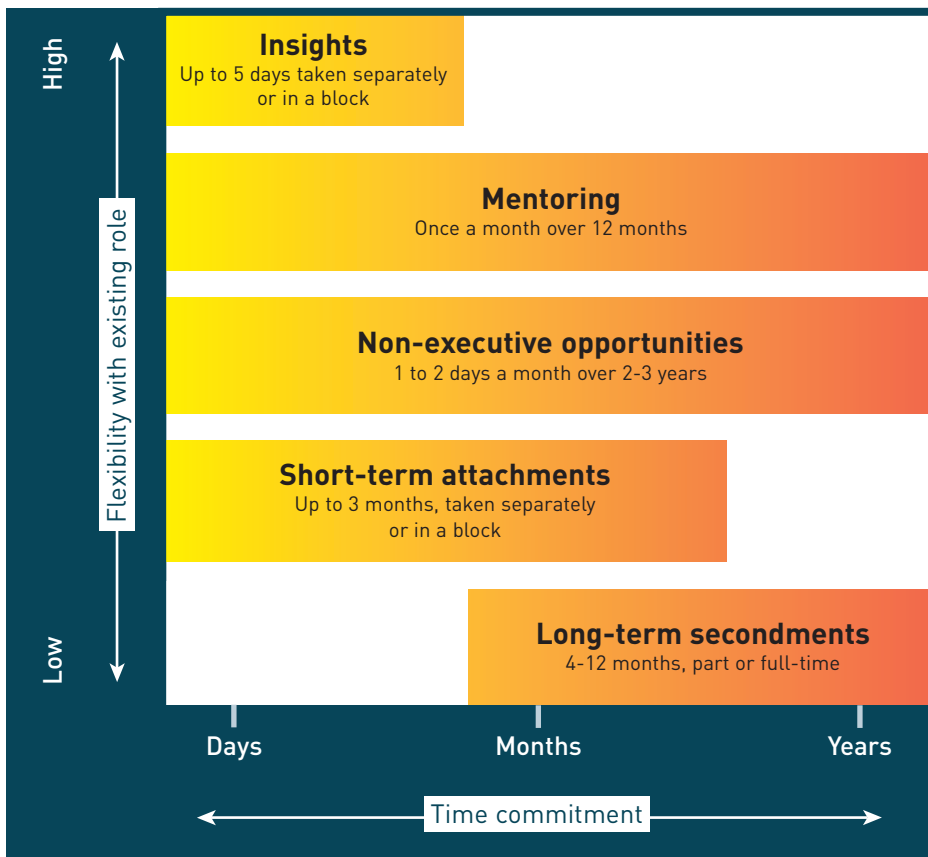 High
Flexibility with existing role
Low
Insights
Up to 5 days taken separately
or in a block
Mentoring
Once a month over 12 months
Non-executive opportunities
1 to 2 days a month over 2-3 years
Short-term attachments
Up to 3 months, taken separately
or in a block
Long-term secondments
4-12 months, part or full-time
Days
Months
Years
Time commitment